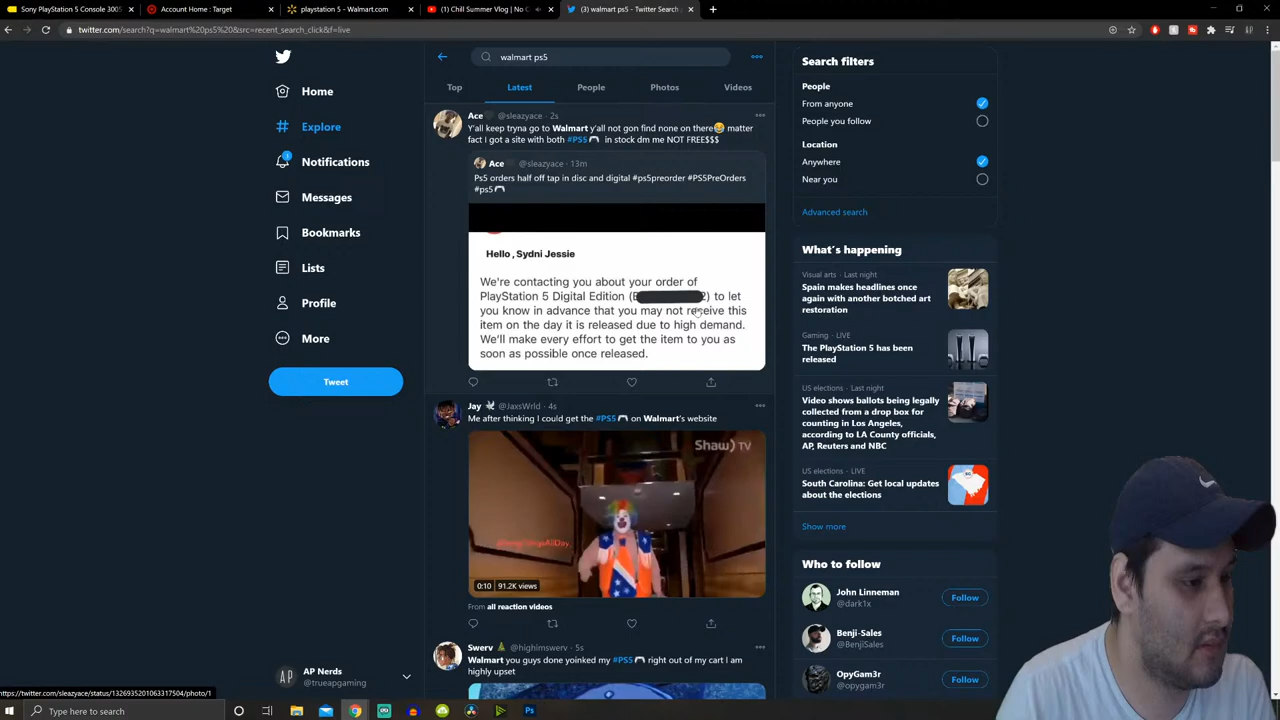 Sony PlayStation 5 Console 3005
Account Home : Target
playstation 5 - Walmart.com
(1) Chill Summer Vlog | No C
(3) walmart ps5 - Twitter Search
twitter.com/search?q=walmart%20ps5%20&src=recent_search_click&f=live
walmart ps5
Top
Latest
People
Photos
Videos
Home
Explore
1
Notifications
Messages
Bookmarks
Lists
Profile
More
Tweet
AP Nerds
@trueapgaming
Ace @sleazyace · 2s
Y'all keep tryna go to Walmart y'all not gon find none on there😂 matter
fact I got a site with both #PS5🎮 in stock dm me NOT FREE$$$
Ace @sleazyace · 13m
Ps5 orders half off tap in disc and digital #ps5preorder #PS5PreOrders
#ps5🎮
Hello , Sydni Jessie
We're contacting you about your order of
PlayStation 5 Digital Edition ( 2) to let
you know in advance that you may not receive this
item on the day it is released due to high demand.
We'll make every effort to get the item to you as
soon as possible once released.
Jay 🕊 @JaxsWrld · 4s
Me after thinking I could get the #PS5🎮 on Walmart's website
Shaw) TV
0:10 91.2K views
From all reaction videos
Swerv @highimswerv · 5s
Walmart you guys done yoinked my #PS5🎮 right out of my cart I am
highly upset
Search filters
People
From anyone
People you follow
Location
Anywhere
Near you
Advanced search
What's happening
Visual arts · Last night
Spain makes headlines once
again with another botched art
restoration
Gaming · LIVE
The PlayStation 5 has been
released
US elections · Last night
Video shows ballots being legally
collected from a drop box for
counting in Los Angeles,
according to LA County officials,
AP, Reuters and NBC
US elections · LIVE
South Carolina: Get local updates
about the elections
Show more
Who to follow
John Linneman
@dark1x
Follow
Benji-Sales
@BenjiSales
Follow
OpyGam3r
@opygam3r
Follow
https://twitter.com/sleazyace/status/1326935201063317504/photo/1
Type here to search
Ps